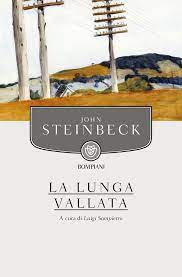 JOHN
STEINBECK
BOMPIANI
LA LUNGA
VALLATA
A cura di Luigi Sampietro